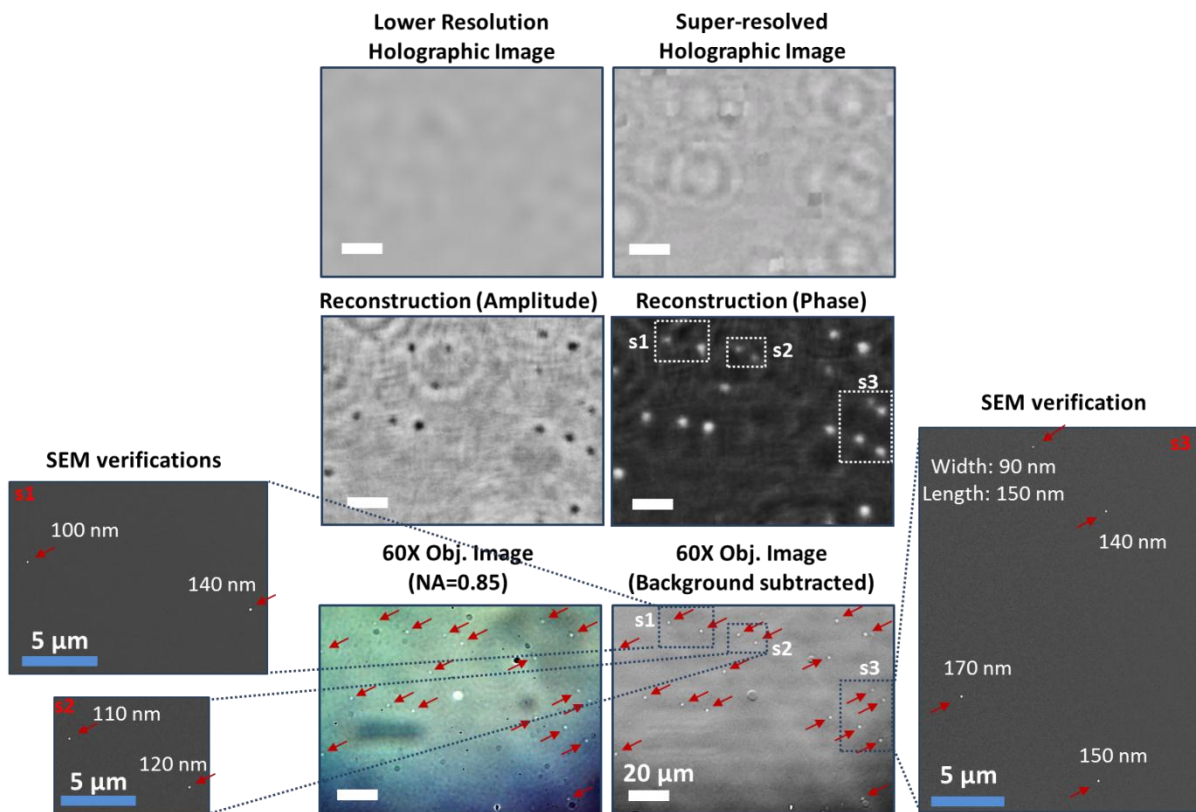 Lower Resolution
Holographic Image
Super-resolved
Holographic Image
Reconstruction (Amplitude)
Reconstruction (Phase)
s1
s2
s3
SEM verifications
s1
100 nm
140 nm
5 μm
s2
110 nm
120 nm
5 μm
60X Obj. Image
(NA=0.85)
60X Obj. Image
(Background subtracted)
s1
s2
s3
20 μm
SEM verification
s3
Width: 90 nm
Length: 150 nm
140 nm
170 nm
150 nm
5 μm